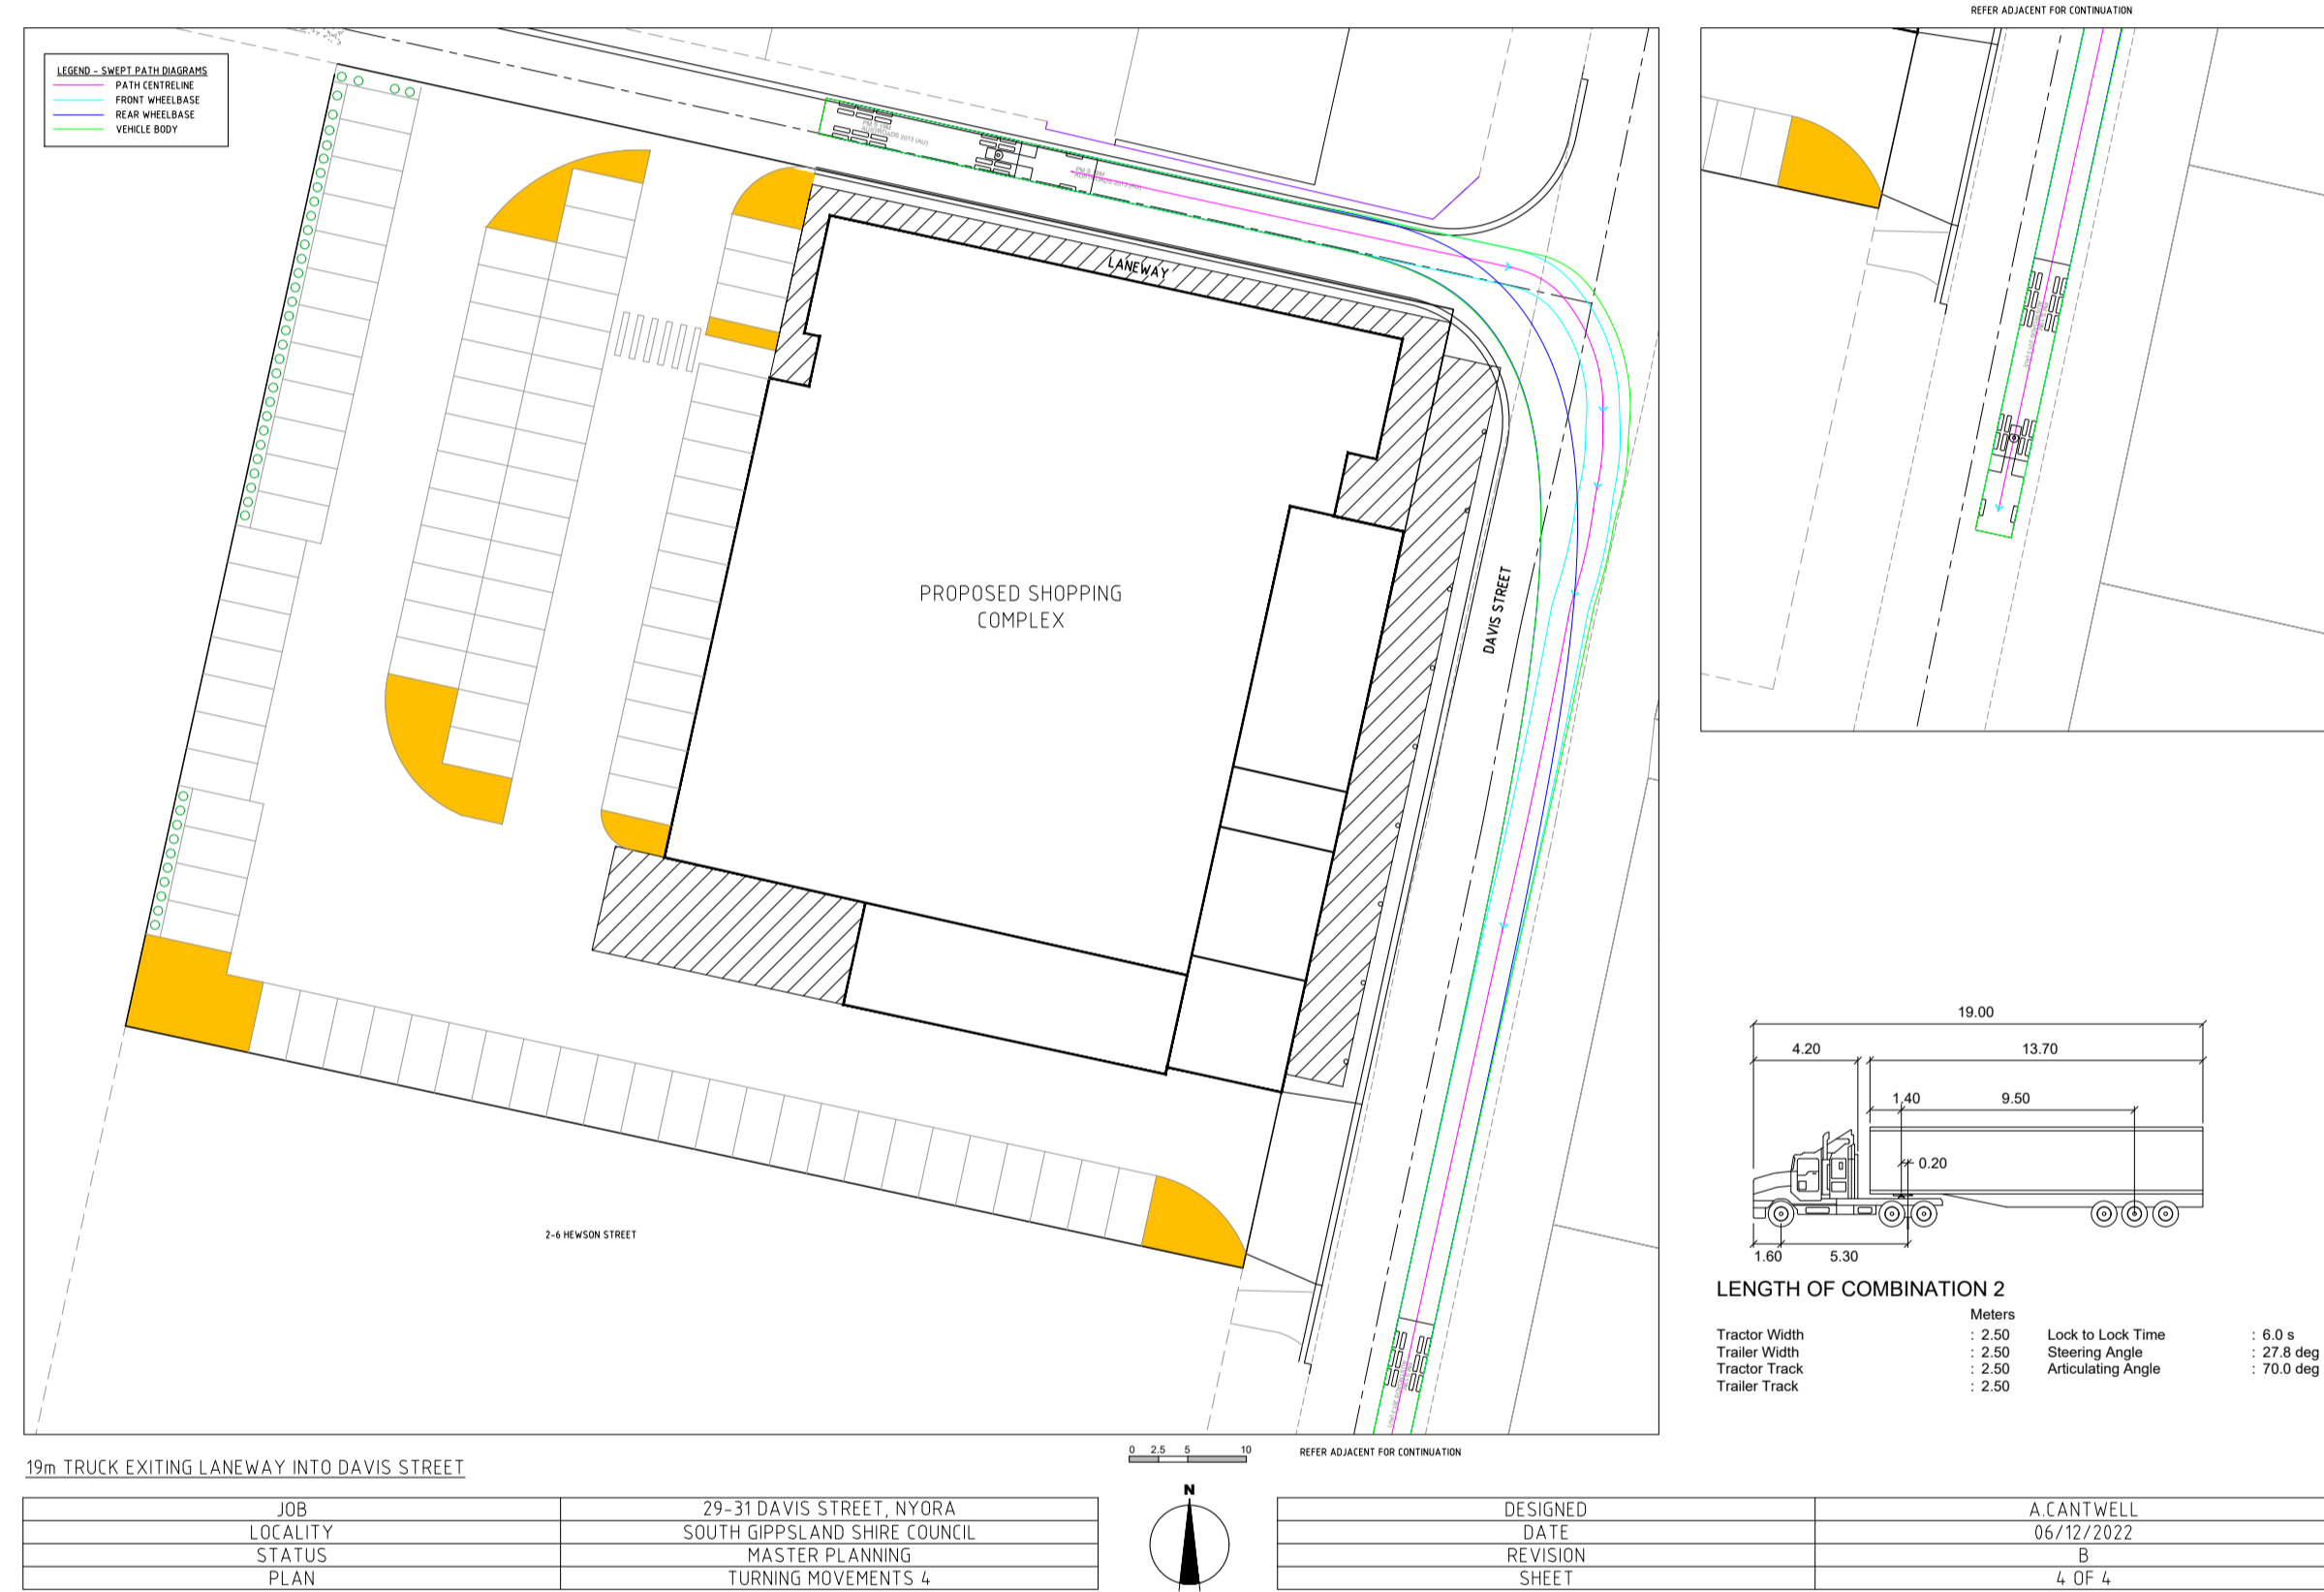 REFER ADJACENT FOR CONTINUATION
LEGEND - SWEPT PATH DIAGRAMS
PATH CENTRELINE
FRONT WHEELBASE
REAR WHEELBASE
VEHICLE BODY
AUSTROADS 2013 (AU)
AUSTROADS 2013 (AU)
LANEWAY
PROPOSED SHOPPING
COMPLEX
DAVIS STREET
2-6 HEWSON STREET
19.00
4.20
13.70
1.40
9.50
0.20
1.60
5.30
LENGTH OF COMBINATION 2
Meters
Tractor Width : 2.50 Lock to Lock Time : 6.0 s
Trailer Width : 2.50 Steering Angle : 27.8 deg
Tractor Track : 2.50 Articulating Angle : 70.0 deg
Trailer Track : 2.50
0 2.5 5 10
REFER ADJACENT FOR CONTINUATION
19m TRUCK EXITING LANEWAY INTO DAVIS STREET
N
JOB 29-31 DAVIS STREET, NYORA
LOCALITY SOUTH GIPPSLAND SHIRE COUNCIL
STATUS MASTER PLANNING
PLAN TURNING MOVEMENTS 4
DESIGNED A.CANTWELL
DATE 06/12/2022
REVISION B
SHEET 4 OF 4